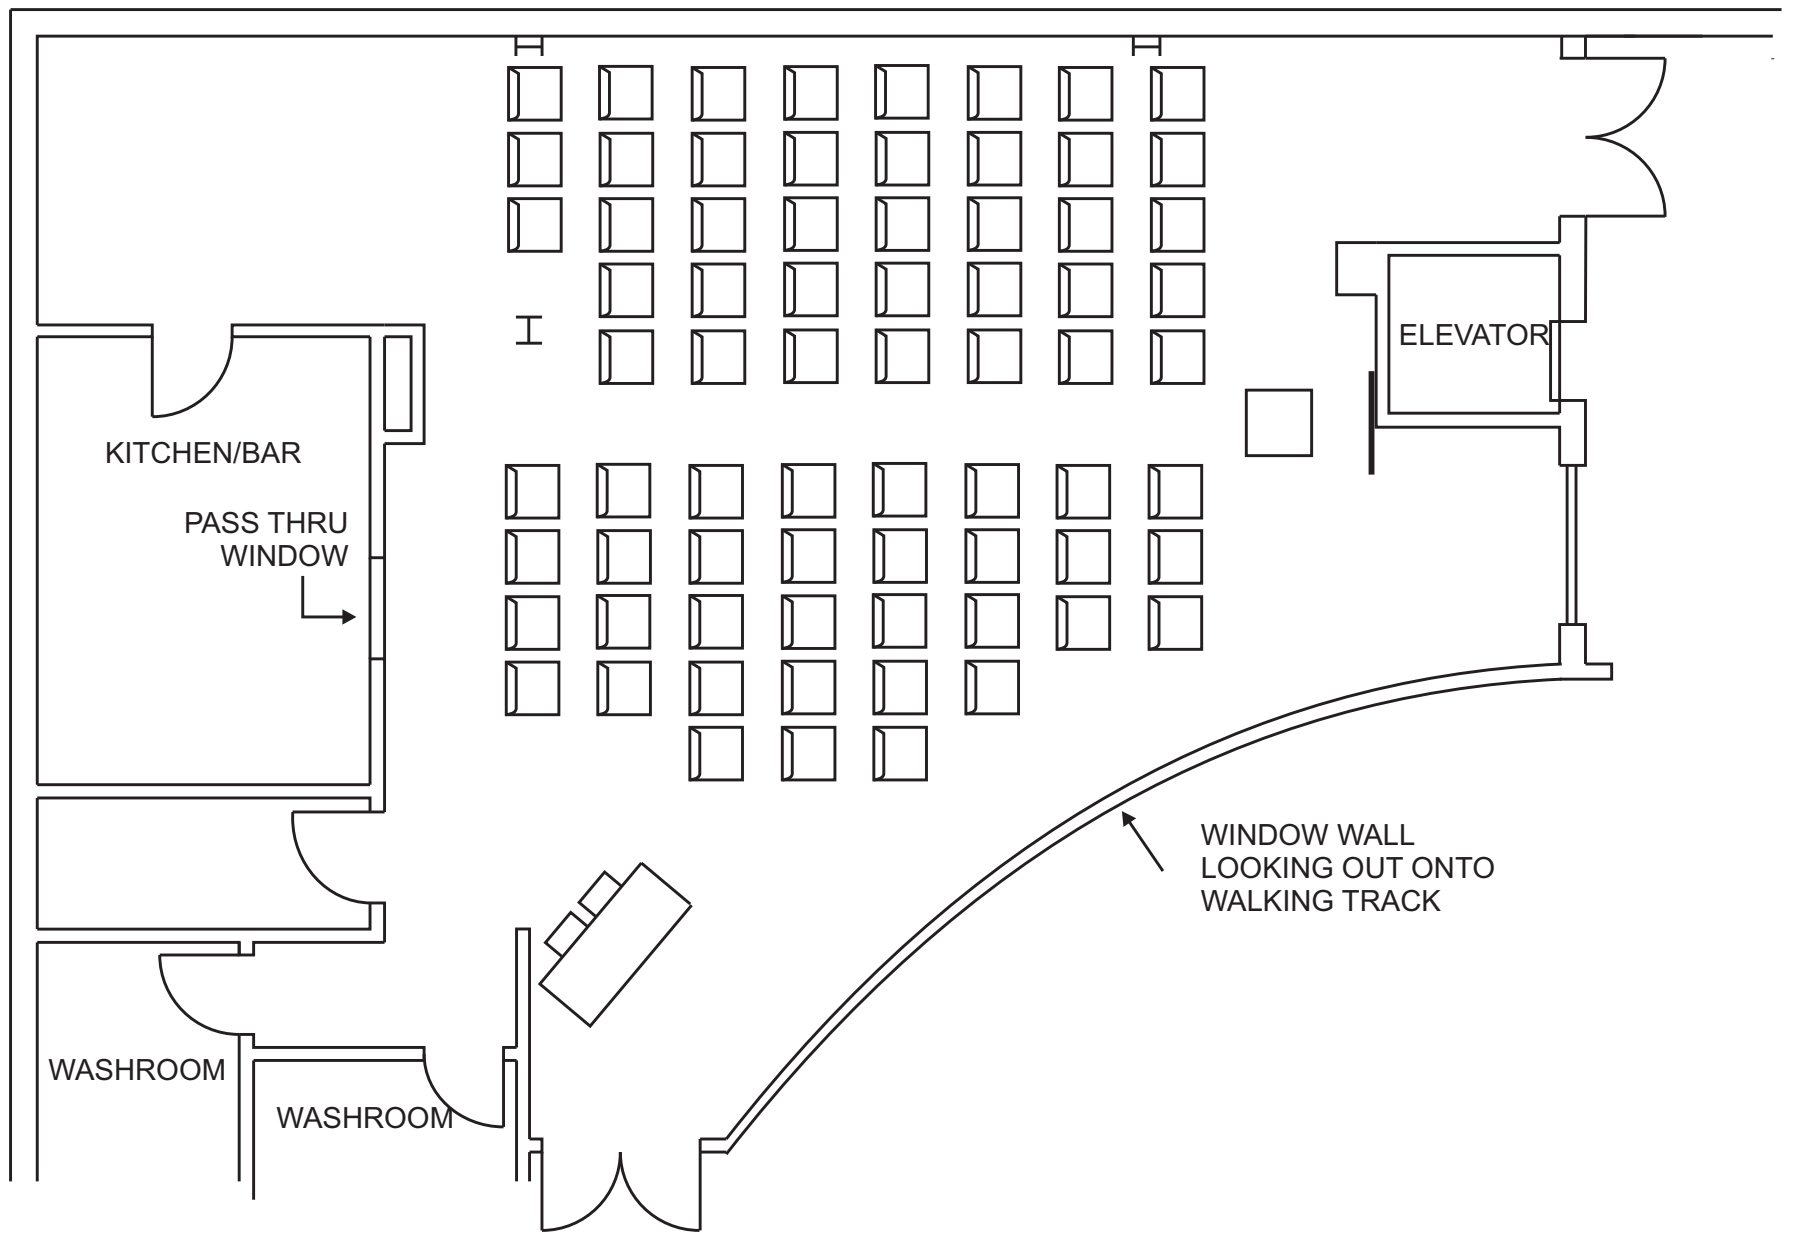 ELEVATOR
KITCHEN/BAR
PASS THRU
WINDOW
WINDOW WALL
LOOKING OUT ONTO
WALKING TRACK
WASHROOM
WASHROOM